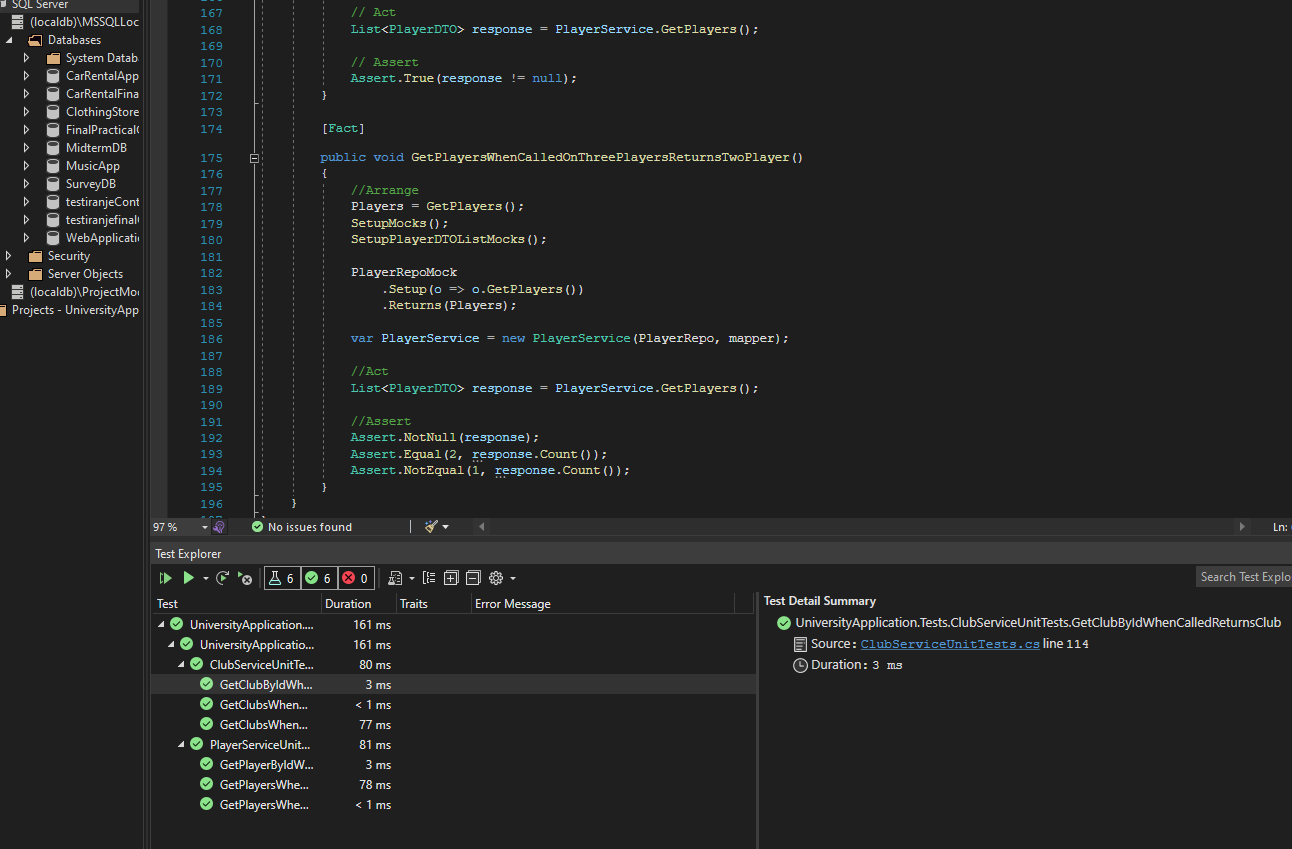 SQL Server
(localdb)\MSSQLLoc
Databases
System Datab
CarRentalApp
CarRentalFina
ClothingStore
FinalPractical
MidtermDB
MusicApp
SurveyDB
testiranjeCont
testiranjefinal
WebApplicati
Security
Server Objects
(localdb)\ProjectMo
Projects - UniversityApp
167 // Act
168 List<PlayerDTO> response = PlayerService.GetPlayers();
169
170 // Assert
171 Assert.True(response != null);
172 }
173
174 [Fact]
175 public void GetPlayersWhenCalledOnThreePlayersReturnsTwoPlayer()
176 {
177 //Arrange
178 Players = GetPlayers();
179 SetupMocks();
180 SetupPlayerDTOListMocks();
181
182 PlayerRepoMock
183 .Setup(o => o.GetPlayers())
184 .Returns(Players);
185
186 var PlayerService = new PlayerService(PlayerRepo, mapper);
187
188 //Act
189 List<PlayerDTO> response = PlayerService.GetPlayers();
190
191 //Assert
192 Assert.NotNull(response);
193 Assert.Equal(2, response.Count());
194 Assert.NotEqual(1, response.Count());
195 }
196 }
97 % No issues found Ln:
Test Explorer
6 6 0 Search Test Explo
Test Duration Traits Error Message
UniversityApplication.... 161 ms
UniversityApplicatio... 161 ms
ClubServiceUnitTe... 80 ms
GetClubByIdWh... 3 ms
GetClubsWhen... < 1 ms
GetClubsWhen... 77 ms
PlayerServiceUnit... 81 ms
GetPlayerByIdW... 3 ms
GetPlayersWhe... 78 ms
GetPlayersWhe... < 1 ms
Test Detail Summary
UniversityApplication.Tests.ClubServiceUnitTests.GetClubByIdWhenCalledReturnsClub
Source: ClubServiceUnitTests.cs line 114
Duration: 3 ms